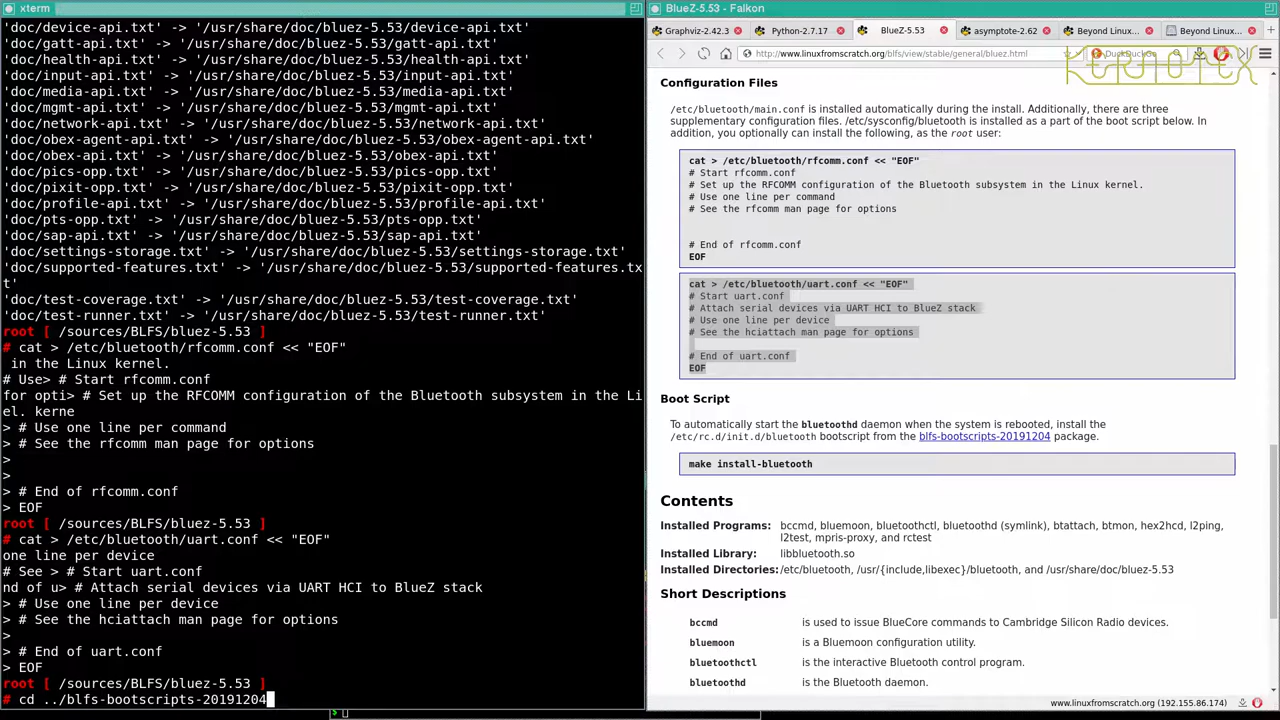 xterm
'doc/device-api.txt' -> '/usr/share/doc/bluez-5.53/device-api.txt'
'doc/gatt-api.txt' -> '/usr/share/doc/bluez-5.53/gatt-api.txt'
'doc/health-api.txt' -> '/usr/share/doc/bluez-5.53/health-api.txt'
'doc/input-api.txt' -> '/usr/share/doc/bluez-5.53/input-api.txt'
'doc/media-api.txt' -> '/usr/share/doc/bluez-5.53/media-api.txt'
'doc/mgmt-api.txt' -> '/usr/share/doc/bluez-5.53/mgmt-api.txt'
'doc/network-api.txt' -> '/usr/share/doc/bluez-5.53/network-api.txt'
'doc/obex-agent-api.txt' -> '/usr/share/doc/bluez-5.53/obex-agent-api.txt'
'doc/obex-api.txt' -> '/usr/share/doc/bluez-5.53/obex-api.txt'
'doc/pics-opp.txt' -> '/usr/share/doc/bluez-5.53/pics-opp.txt'
'doc/pixit-opp.txt' -> '/usr/share/doc/bluez-5.53/pixit-opp.txt'
'doc/profile-api.txt' -> '/usr/share/doc/bluez-5.53/profile-api.txt'
'doc/pts-opp.txt' -> '/usr/share/doc/bluez-5.53/pts-opp.txt'
'doc/sap-api.txt' -> '/usr/share/doc/bluez-5.53/sap-api.txt'
'doc/settings-storage.txt' -> '/usr/share/doc/bluez-5.53/settings-storage.txt'
'doc/supported-features.txt' -> '/usr/share/doc/bluez-5.53/supported-features.tx
t'
'doc/test-coverage.txt' -> '/usr/share/doc/bluez-5.53/test-coverage.txt'
'doc/test-runner.txt' -> '/usr/share/doc/bluez-5.53/test-runner.txt'
root [ /sources/BLFS/bluez-5.53 ]
# cat > /etc/bluetooth/rfcomm.conf << "EOF"
 in the Linux kernel.
# Use> # Start rfcomm.conf
for opti> # Set up the RFCOMM configuration of the Bluetooth subsystem in the Li
el. kerne
> # Use one line per command
> # See the rfcomm man page for options
>
>
> # End of rfcomm.conf
> EOF
root [ /sources/BLFS/bluez-5.53 ]
# cat > /etc/bluetooth/uart.conf << "EOF"
one line per device
# See > # Start uart.conf
nd of u> # Attach serial devices via UART HCI to BlueZ stack
> # Use one line per device
> # See the hciattach man page for options
>
> # End of uart.conf
> EOF
root [ /sources/BLFS/bluez-5.53 ]
# cd ../blfs-bootscripts-20191204
BlueZ-5.53 - Falkon
Graphviz-2.42.3
Python-2.7.17
BlueZ-5.53
asymptote-2.62
Beyond Linux...
Beyond Linux...
http://www.linuxfromscratch.org/blfs/view/stable/general/bluez.html
DuckDuckGo
KERNOTEX
Configuration Files
/etc/bluetooth/main.conf is installed automatically during the install. Additionally, there are three
supplementary configuration files. /etc/sysconfig/bluetooth is installed as a part of the boot script below. In
addition, you optionally can install the following, as the root user:
cat > /etc/bluetooth/rfcomm.conf << "EOF"
# Start rfcomm.conf
# Set up the RFCOMM configuration of the Bluetooth subsystem in the Linux kernel.
# Use one line per command
# See the rfcomm man page for options
# End of rfcomm.conf
EOF
cat > /etc/bluetooth/uart.conf << "EOF"
# Start uart.conf
# Attach serial devices via UART HCI to BlueZ stack
# Use one line per device
# See the hciattach man page for options
# End of uart.conf
EOF
Boot Script
To automatically start the bluetoothd daemon when the system is rebooted, install the
/etc/rc.d/init.d/bluetooth bootscript from the blfs-bootscripts-20191204 package.
make install-bluetooth
Contents
Installed Programs: bccmd, bluemoon, bluetoothctl, bluetoothd (symlink), btattach, btmon, hex2hcd, l2ping,
l2test, mpris-proxy, and rctest
Installed Library: libbluetooth.so
Installed Directories: /etc/bluetooth, /usr/{include,libexec}/bluetooth, and /usr/share/doc/bluez-5.53
Short Descriptions
bccmd is used to issue BlueCore commands to Cambridge Silicon Radio devices.
bluemoon is a Bluemoon configuration utility.
bluetoothctl is the interactive Bluetooth control program.
bluetoothd is the Bluetooth daemon.
www.linuxfromscratch.org (192.155.86.174)